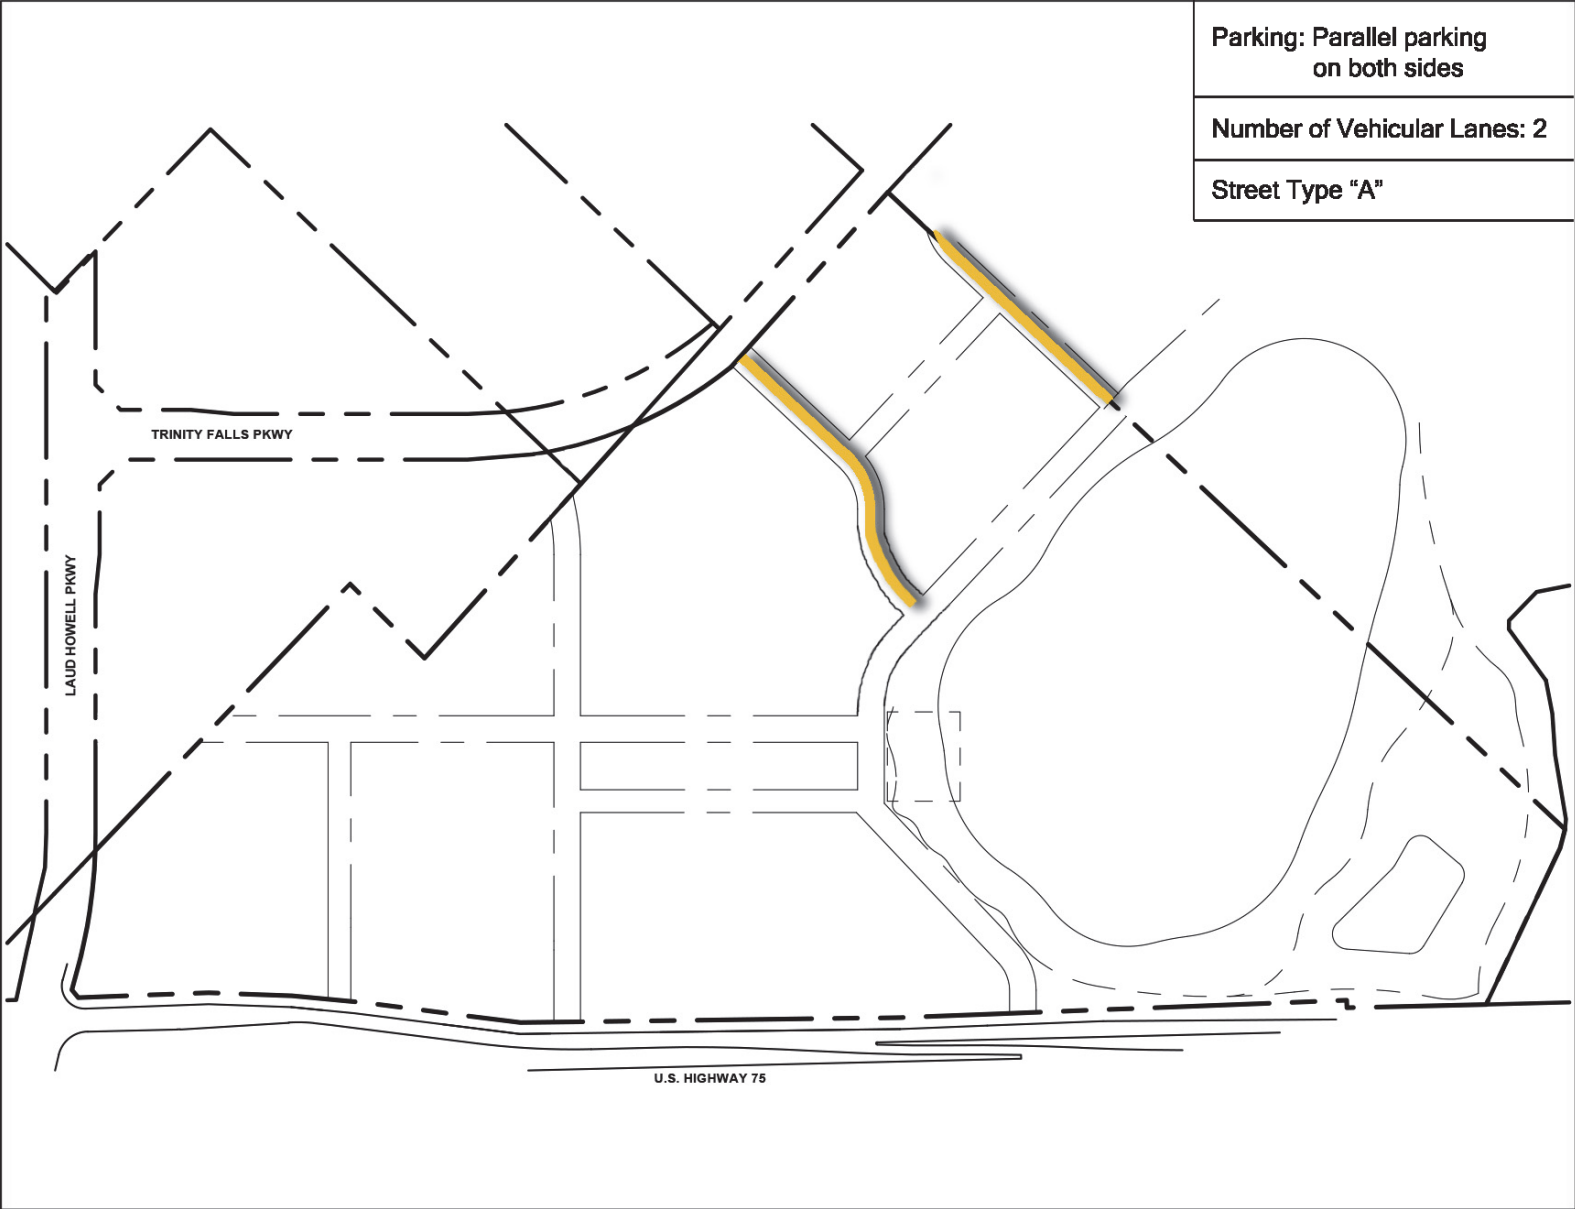 Parking: Parallel parking
on both sides
Number of Vehicular Lanes: 2
Street Type “A”
TRINITY FALLS PKWY
LAUD HOWELL PKWY
U.S. HIGHWAY 75